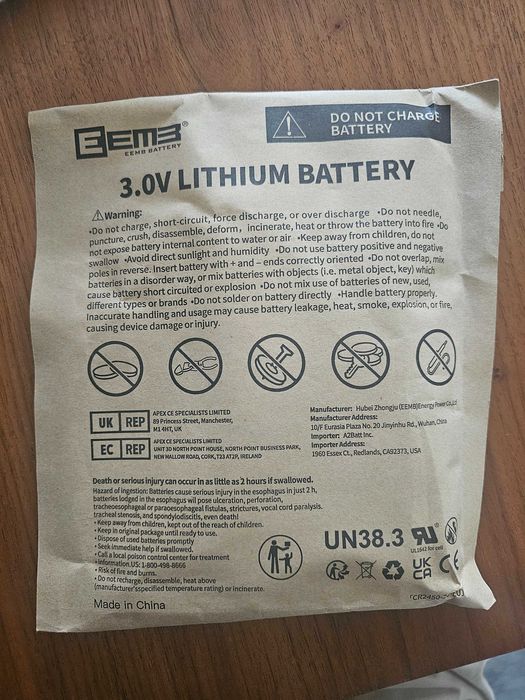 EEMB®
EEMB BATTERY
DO NOT CHARGE
BATTERY
3.0V LITHIUM BATTERY
Warning:
•Do not charge, short-circuit, force discharge, or over discharge •Do not needle,
puncture, crush, disassemble, deform, incinerate, heat or throw the battery into fire •Do
not expose battery internal content to water or air •Keep away from children, do not
swallow •Avoid direct sunlight and humidity •Do not use battery positive and negative
poles in reverse. Insert battery with + and – ends correctly oriented •Do not overlap, mix
batteries in a disorder way, or mix batteries with objects (i.e. metal object, key) which
cause battery short circuited or explosion •Do not mix use of batteries of new, used,
different types or brands •Do not solder on battery directly •Handle battery properly.
Inaccurate handling and usage may cause battery leakage, heat, smoke, explosion, or fire,
causing device damage or injury.
UK REP
APEX CE SPECIALISTS LIMITED
89 Princess Street, Manchester,
M1 4HT, UK
EC REP
APEX CE SPECIALISTS LIMITED
UNIT 3D NORTH POINT HOUSE, NORTH POINT BUSINESS PARK,
NEW MALLOW ROAD, CORK, T23 AT2P, IRELAND
Manufacturer: Hubei Zhongju (EEMB)Energy Power Co.,Ltd
Manufacturer Address:
10/F Eurasia Plaza No. 20 Jinyinhu Rd., Wuhan, China
Importer: A2Batt Inc.
Importer Address:
1960 Essex Ct., Redlands, CA92373, USA
Death or serious injury can occur in as little as 2 hours if swallowed.
Hazard of ingestion: Batteries cause serious injury in the esophagus in just 2 h,
batteries lodged in the esophagus wil pose ulceration, perforation,
tracheoesophageal or paraoesophageal fistulas, strictures, vocal cord paralysis.
tracheal stenosis, and spondylodiscitis, even death!
• Keep away from children, kept out of the reach of children.
• Keep in original package until ready to use.
• Dispose of used batteries promptly
• Seek immediate help if swallowed.
• Call a local poison control center for treatment
• Information.US: 1-800-498-8666
• Risk of fire and burns.
• Do not recharge, disassemble, heat above
(manufacturer'sspecified temperature rating) or incinerate.
UN38.3
UL1642 for cell
UK
CA
CE
Made in China